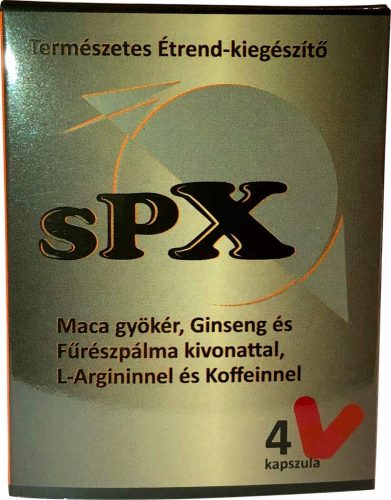 Természetes Étrend-kiegészítő
sPX
Maca gyökér, Ginseng és
Fűrészpálma kivonattal,
L-Argininnel és Koffeinnel
4
kapszula